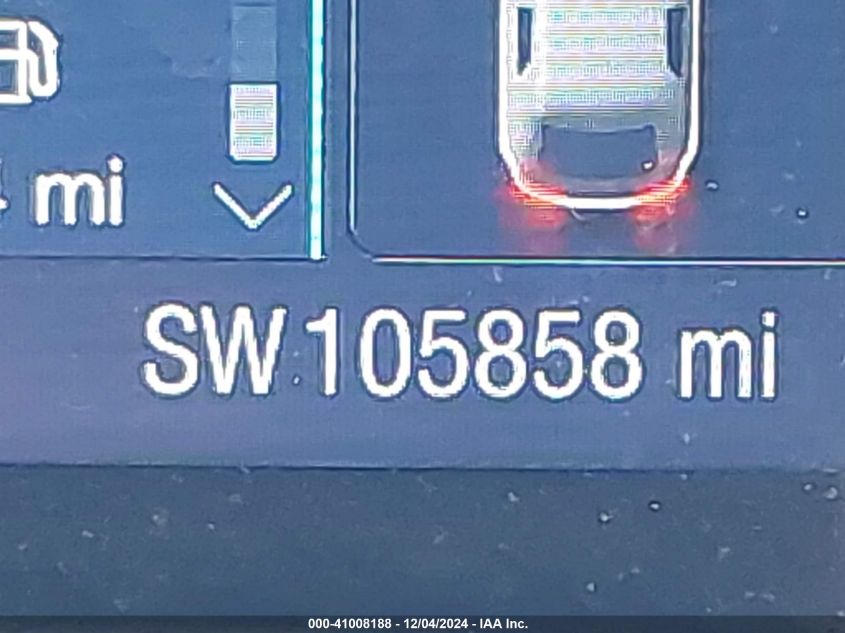 mi
SW 105858 mi
000-41008188 - 12/04/2024 - IAA Inc.